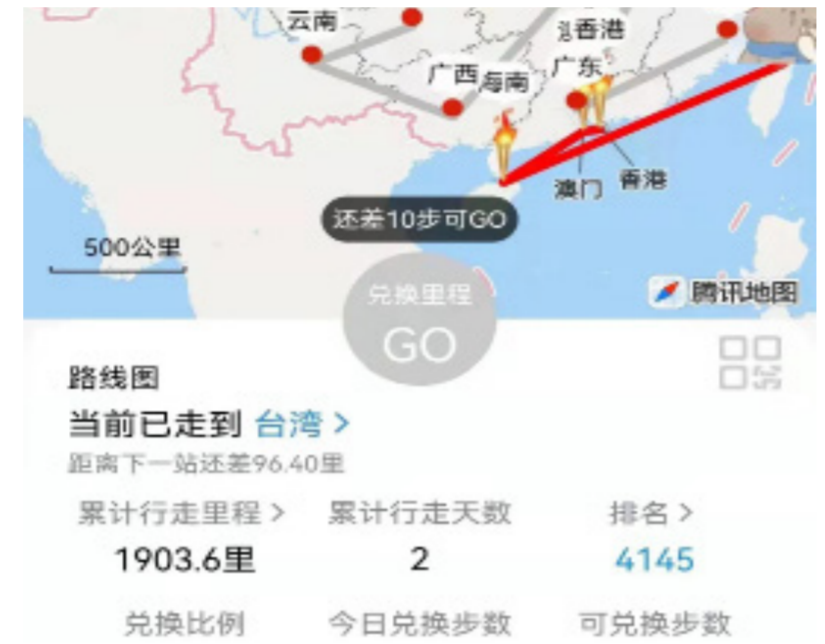 云南
香港
广西
海南
广东
澳门
香港
还差10步可GO
500公里
兑换里程
GO
腾讯地图
路线图
当前已走到 台湾 >
距离下一站还差96.40里
累计行走里程 > 累计行走天数 排名 >
1903.6里 2 4145
兑换比例 今日兑换步数 可兑换步数